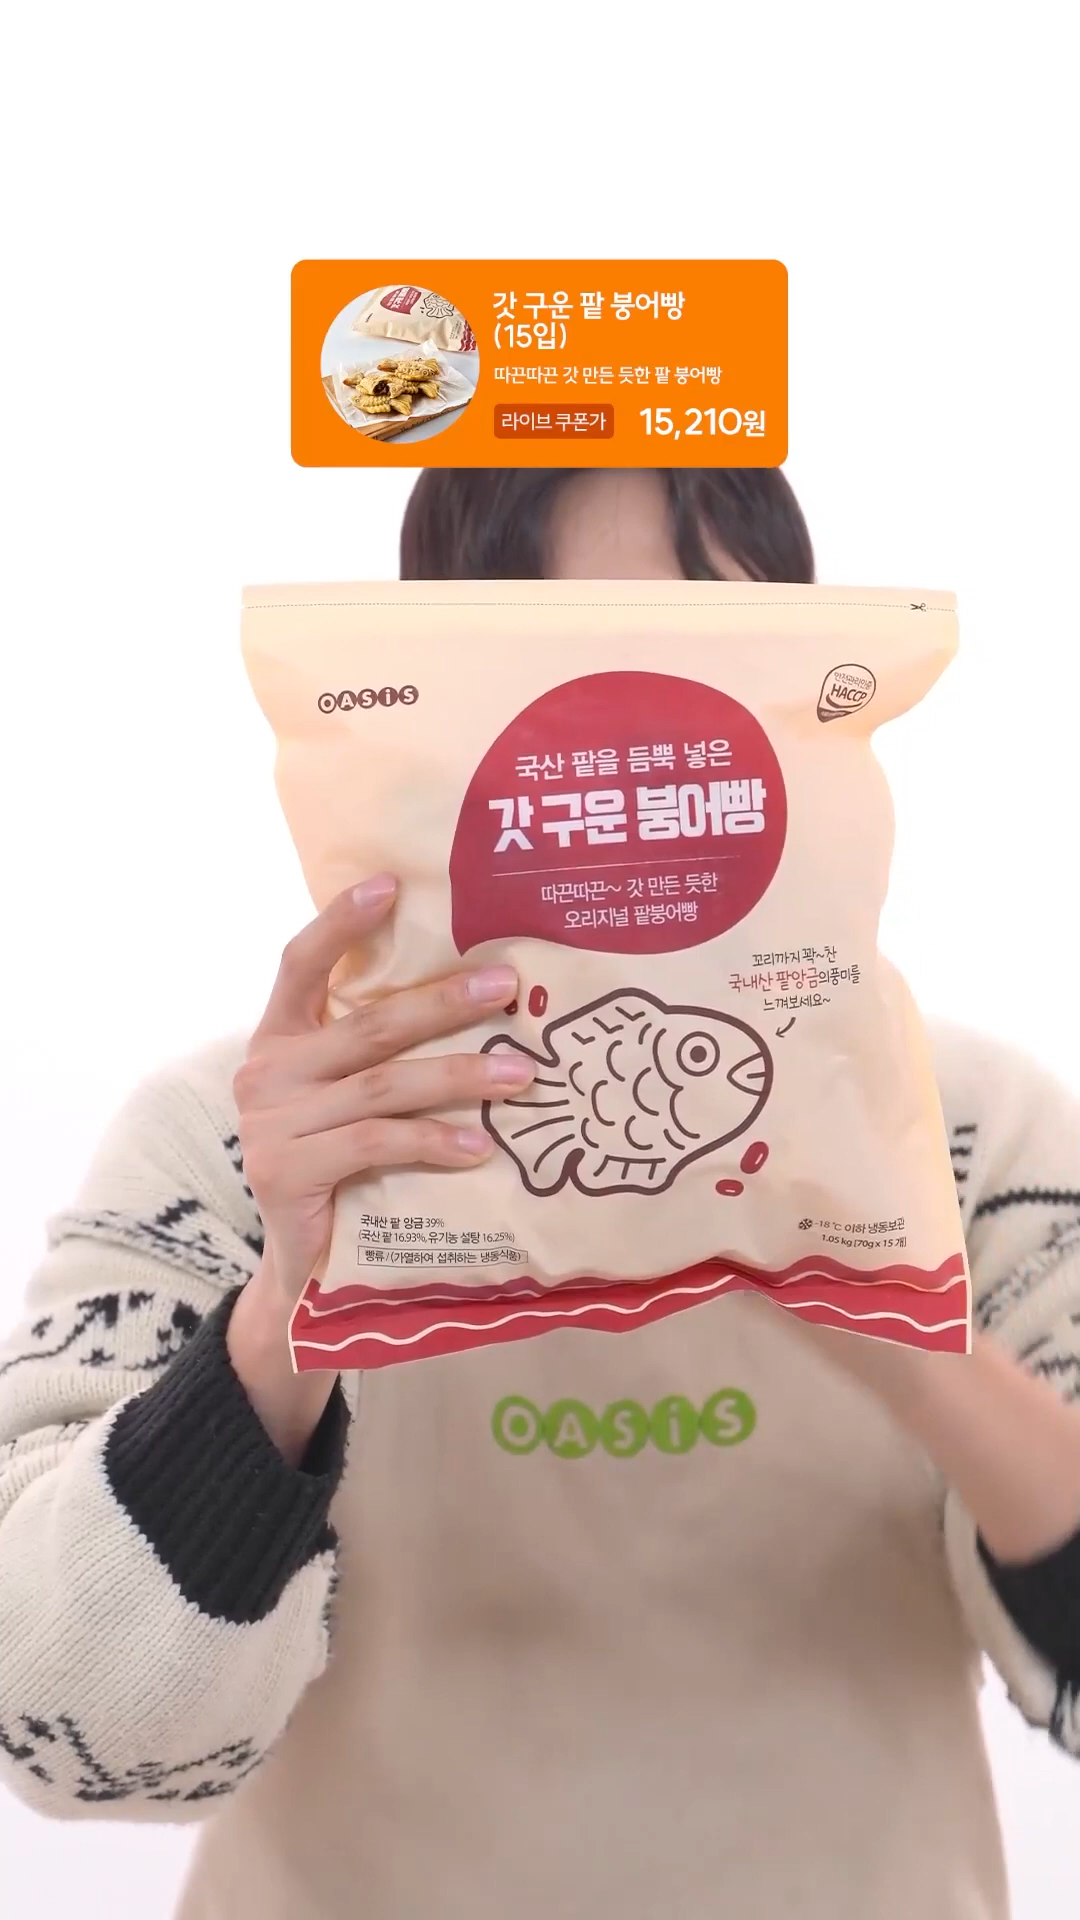 갓 구운 팥 붕어빵
(15입)
따끈따끈 갓 만든 듯한 팥 붕어빵
라이브 쿠폰가 15,210원
OASiS
안전관리인증
HACCP
국산 팥을 듬뿍 넣은
갓 구운 붕어빵
따끈따끈~ 갓 만든 듯한
오리지널 팥붕어빵
꼬리까지 꽉~찬
국내산 팥앙금의 풍미를
느껴보세요~
국내산 팥 앙금 39%
(국산 팥 16.93%, 유기농 설탕 16.25%)
빵류 / (가열하여 섭취하는 냉동식품)
-18℃ 이하 냉동보관
1.05 kg [70g x 15 개]
OASiS